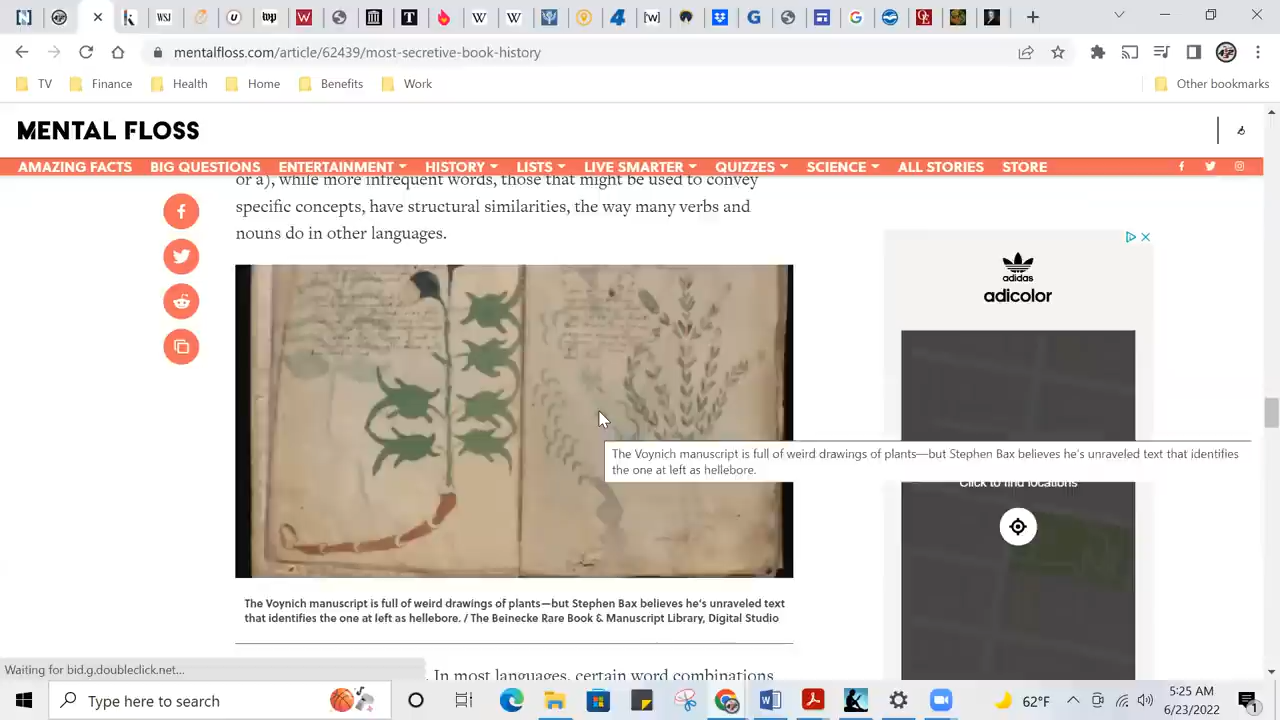 mentalfloss.com/article/62439/most-secretive-book-history
TV Finance Health Home Benefits Work Other bookmarks
MENTAL FLOSS
AMAZING FACTS BIG QUESTIONS ENTERTAINMENT HISTORY LISTS LIVE SMARTER QUIZZES SCIENCE ALL STORIES STORE
or a), while more infrequent words, those that might be used to convey
specific concepts, have structural similarities, the way many verbs and
nouns do in other languages.
adidas
adicolor
The Voynich manuscript is full of weird drawings of plants—but Stephen Bax believes he's unraveled text that identifies
the one at left as hellebore.
Click to find locations
The Voynich manuscript is full of weird drawings of plants—but Stephen Bax believes he's unraveled text
that identifies the one at left as hellebore. / The Beinecke Rare Book & Manuscript Library, Digital Studio
Waiting for bid.g.doubleclick.net...
In most languages, certain word combinations
Type here to search
62°F
5:25 AM
6/23/2022